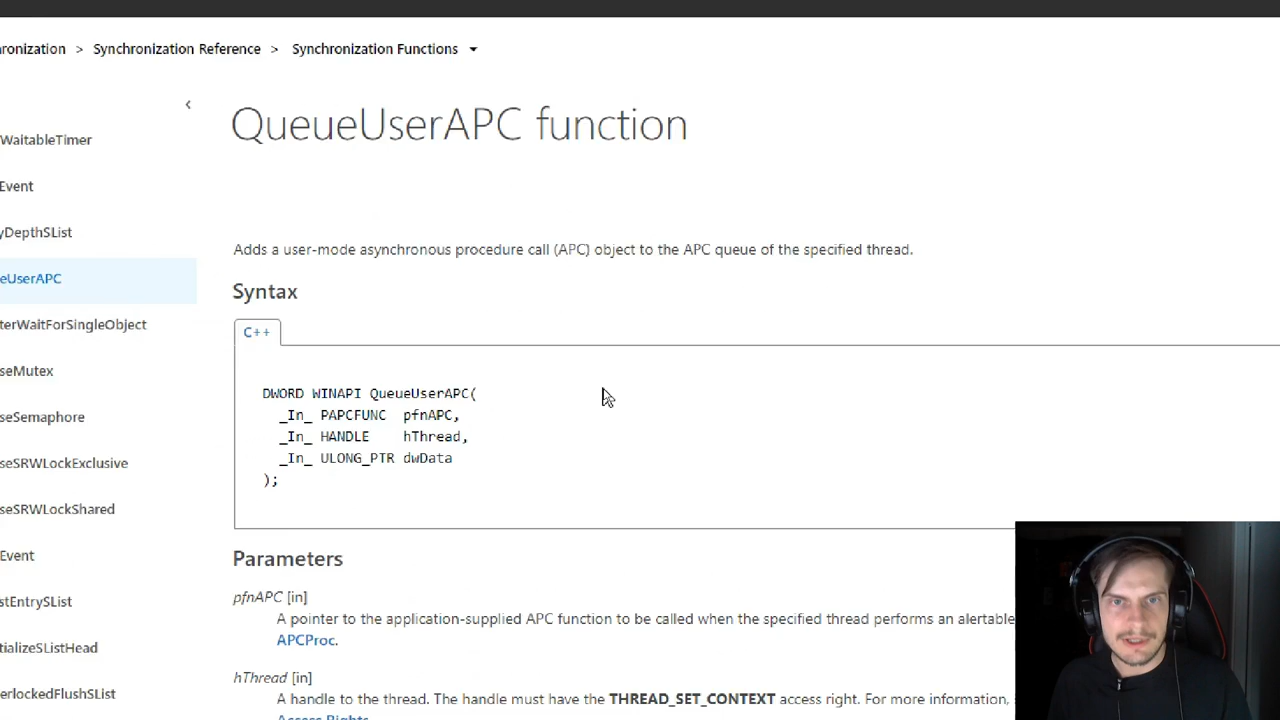 ronization > Synchronization Reference > Synchronization Functions
WaitableTimer
Event
yDepthSList
eUserAPC
terWaitForSingleObject
seMutex
seSemaphore
seSRWLockExclusive
seSRWLockShared
Event
stEntrySList
tializeSListHead
erlockedFlushSList
QueueUserAPC function
Adds a user-mode asynchronous procedure call (APC) object to the APC queue of the specified thread.
Syntax
C++
DWORD WINAPI QueueUserAPC(
_In_ PAPCFUNC pfnAPC,
_In_ HANDLE hThread,
_In_ ULONG_PTR dwData
);
Parameters
pfnAPC [in]
A pointer to the application-supplied APC function to be called when the specified thread performs an alertable
APCProc.
hThread [in]
A handle to the thread. The handle must have the THREAD_SET_CONTEXT access right. For more information,
Access Rights.